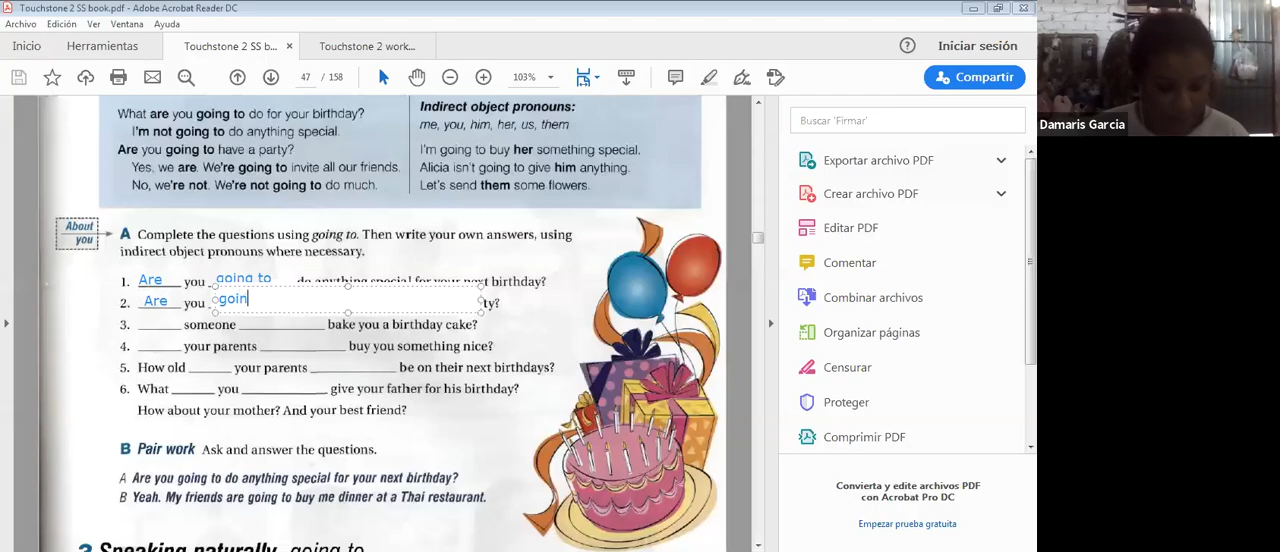 Touchstone 2 SS book.pdf - Adobe Acrobat Reader DC
Archivo Edición Ver Ventana Ayuda
Inicio Herramientas Touchstone 2 SS b... × Touchstone 2 work... Iniciar sesión
47 / 158 103% Compartir
What are you going to do for your birthday?
I'm not going to do anything special.
Are you going to have a party?
Yes, we are. We're going to invite all our friends.
No, we're not. We're not going to do much.
Indirect object pronouns:
me, you, him, her, us, them
I'm going to buy her something special.
Alicia isn't going to give him anything.
Let's send them some flowers.
About
you
A Complete the questions using going to. Then write your own answers, using
indirect object pronouns where necessary.
1. Are you going to do anything special for your next birthday?
2. Are you goin ty?
3. ______ someone ____________ bake you a birthday cake?
4. ______ your parents ____________ buy you something nice?
5. How old ______ your parents ____________ be on their next birthdays?
6. What ______ you ____________ give your father for his birthday?
How about your mother? And your best friend?
B Pair work Ask and answer the questions.
A Are you going to do anything special for your next birthday?
B Yeah. My friends are going to buy me dinner at a Thai restaurant.
Speaking naturally going to
Buscar 'Firmar'
Exportar archivo PDF
Crear archivo PDF
Editar PDF
Comentar
Combinar archivos
Organizar páginas
Censurar
Proteger
Comprimir PDF
Convierta y edite archivos PDF
con Acrobat Pro DC
Empezar prueba gratuita
Damaris Garcia